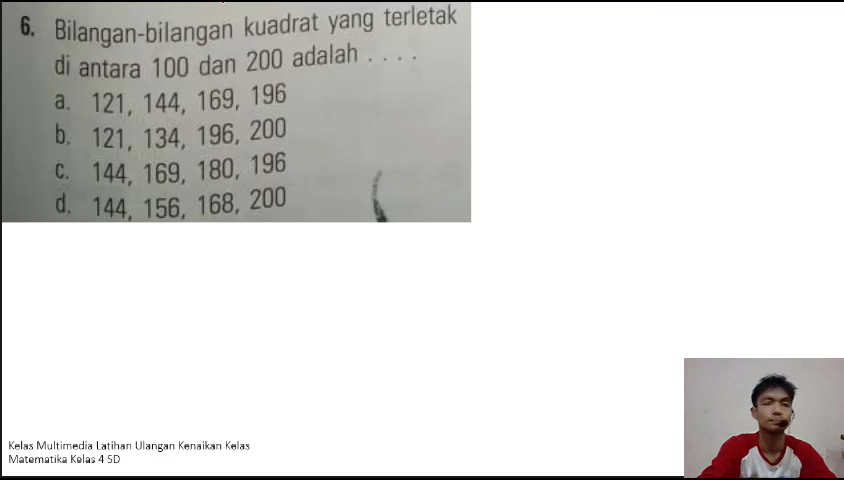 6. Bilangan-bilangan kuadrat yang terletak
di antara 100 dan 200 adalah . . . .
a. 121, 144, 169, 196
b. 121, 134, 196, 200
c. 144, 169, 180, 196
d. 144, 156, 168, 200
Kelas Multimedia Latihan Ulangan Kenaikan Kelas
Matematika Kelas 4 SD